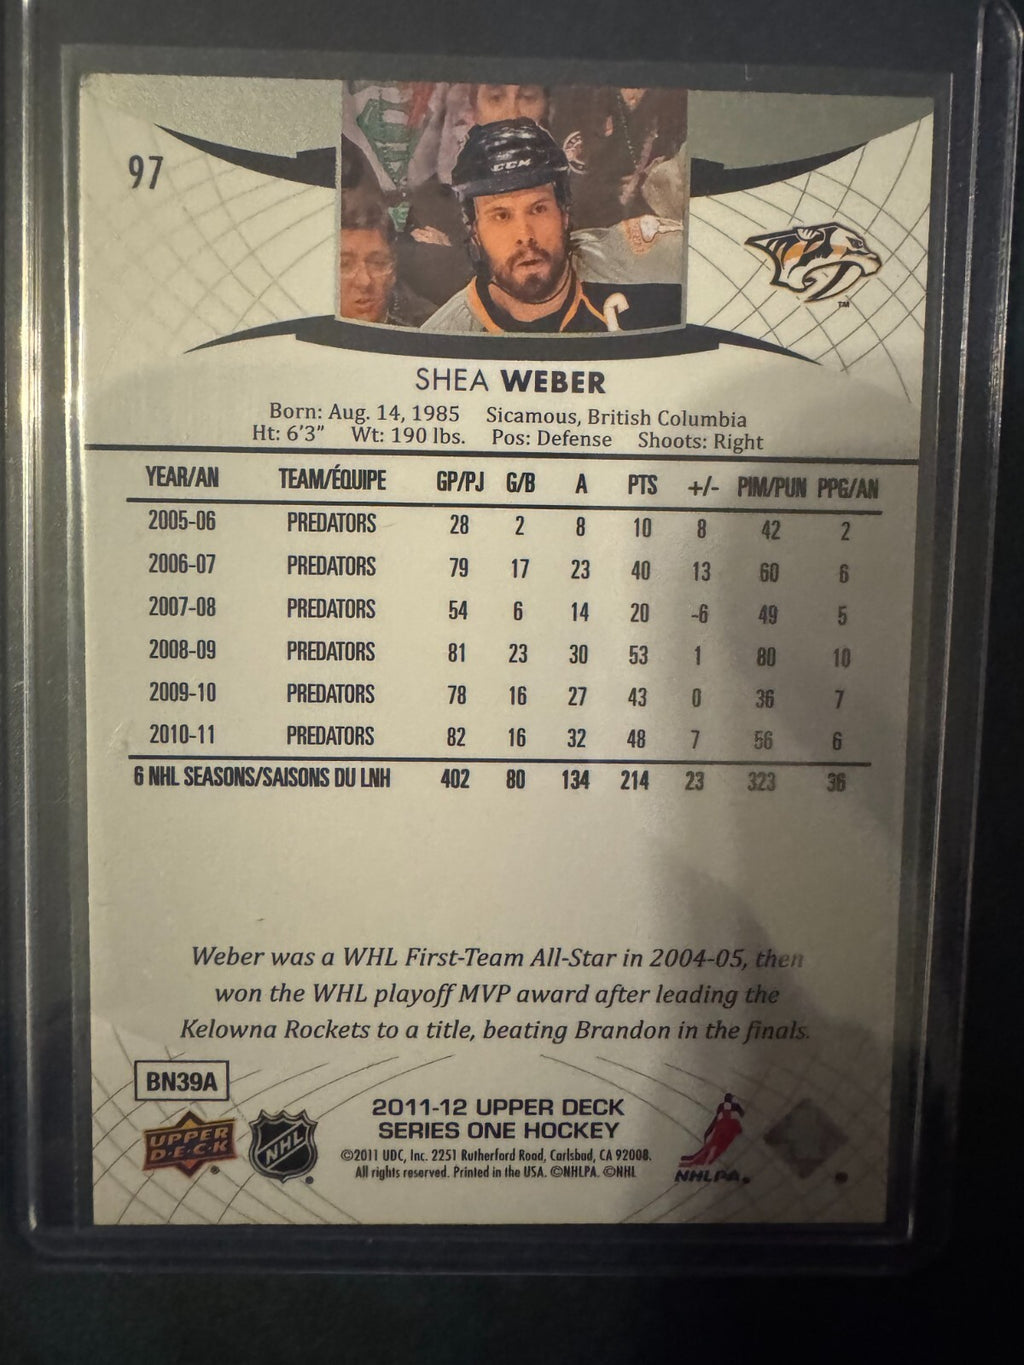 97
CCM
C
TM
SHEA WEBER
Born: Aug. 14, 1985 Sicamous, British Columbia
Ht: 6'3" Wt: 190 lbs. Pos: Defense Shoots: Right
YEAR/AN TEAM/ÉQUIPE GP/PJ G/B A PTS +/- PIM/PUN PPG/AN
2005-06 PREDATORS 28 2 8 10 8 42 2
2006-07 PREDATORS 79 17 23 40 13 60 6
2007-08 PREDATORS 54 6 14 20 -6 49 5
2008-09 PREDATORS 81 23 30 53 1 80 10
2009-10 PREDATORS 78 16 27 43 0 36 7
2010-11 PREDATORS 82 16 32 48 7 56 6
6 NHL SEASONS/SAISONS DU LNH 402 80 134 214 23 323 36
Weber was a WHL First-Team All-Star in 2004-05, then
won the WHL playoff MVP award after leading the
Kelowna Rockets to a title, beating Brandon in the finals.
BN39A
UPPER D·E·C·K
NHL
2011-12 UPPER DECK
SERIES ONE HOCKEY
©2011 UDC, Inc. 2251 Rutherford Road, Carlsbad, CA 92008.
All rights reserved. Printed in the USA. ©NHLPA. ©NHL
NHLPA.